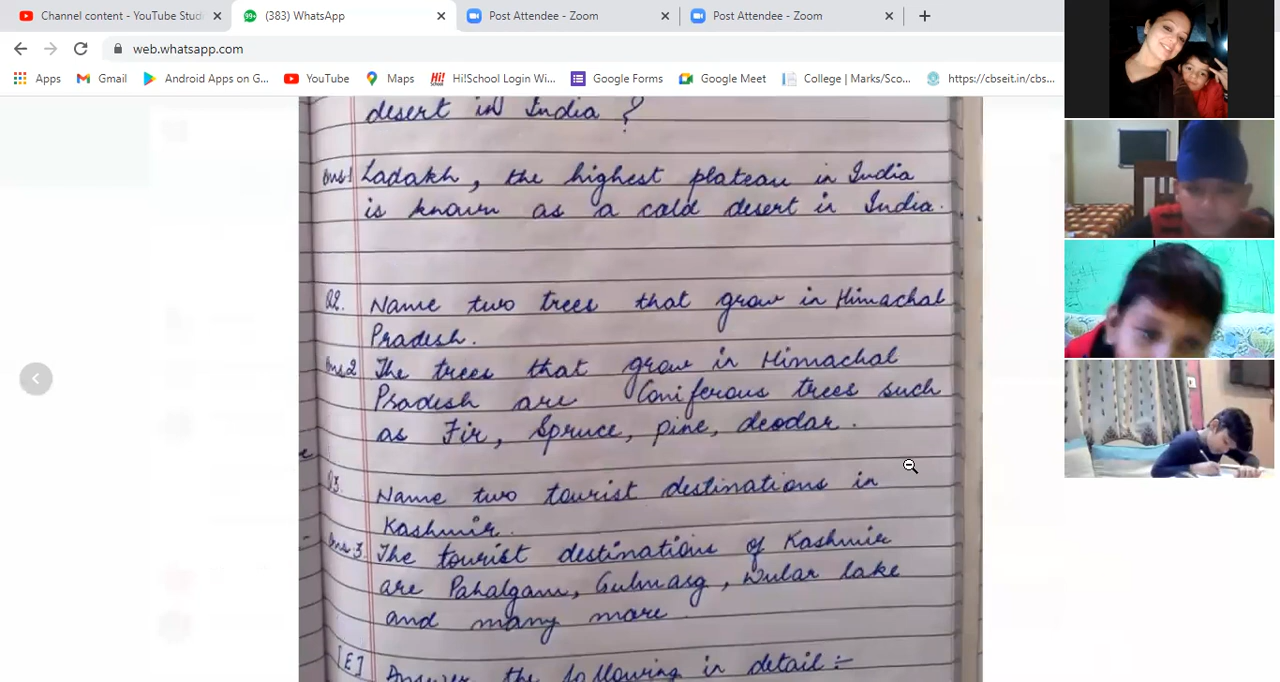 Channel content - YouTube Stud
(383) WhatsApp
Post Attendee - Zoom
Post Attendee - Zoom
web.whatsapp.com
Apps
Gmail
Android Apps on G...
YouTube
Maps
Hi!School Login Wi...
Google Forms
Google Meet
College | Marks/Sco...
https://cbseit.in/cbs...
desert in India ?
Ans1 Ladakh, the highest plateau in India
is known as a cold desert in India.
Q2. Name two trees that grow in Himachal
Pradesh.
Ans2 The trees that grow in Himachal
Pradesh are Coniferous trees such
as Fir, Spruce, pine, deodar.
Q3. Name two tourist destinations in
Kashmir.
Ans3. The tourist destinations of Kashmir
are Pahalgam, Gulmarg, Wular lake
and many more
[E] Answer the following in detail :-